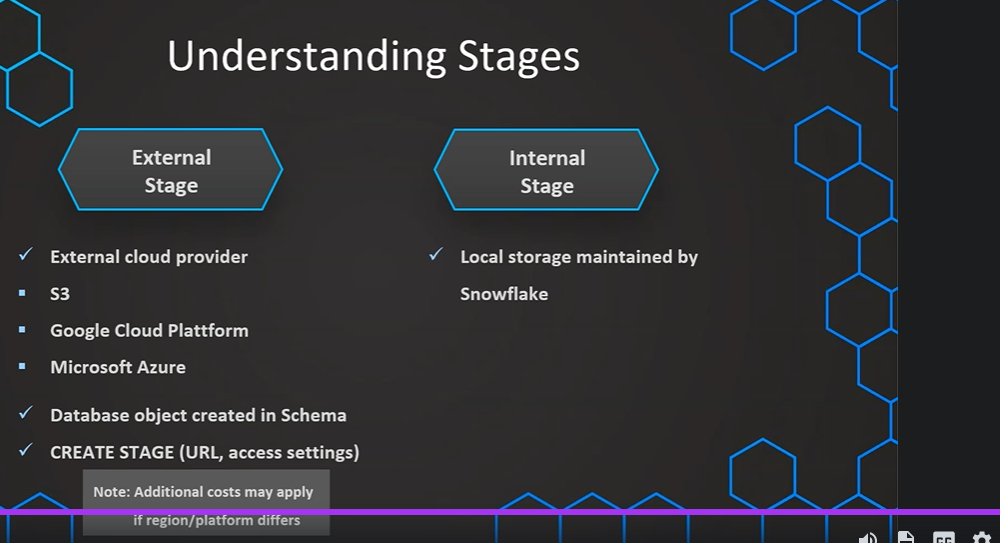 Understanding Stages
External
Stage
External cloud provider
S3
Google Cloud Plattform
Microsoft Azure
Database object created in Schema
CREATE STAGE (URL, access settings)
Note: Additional costs may apply
if region/platform differs
Internal
Stage
Local storage maintained by
Snowflake
CC